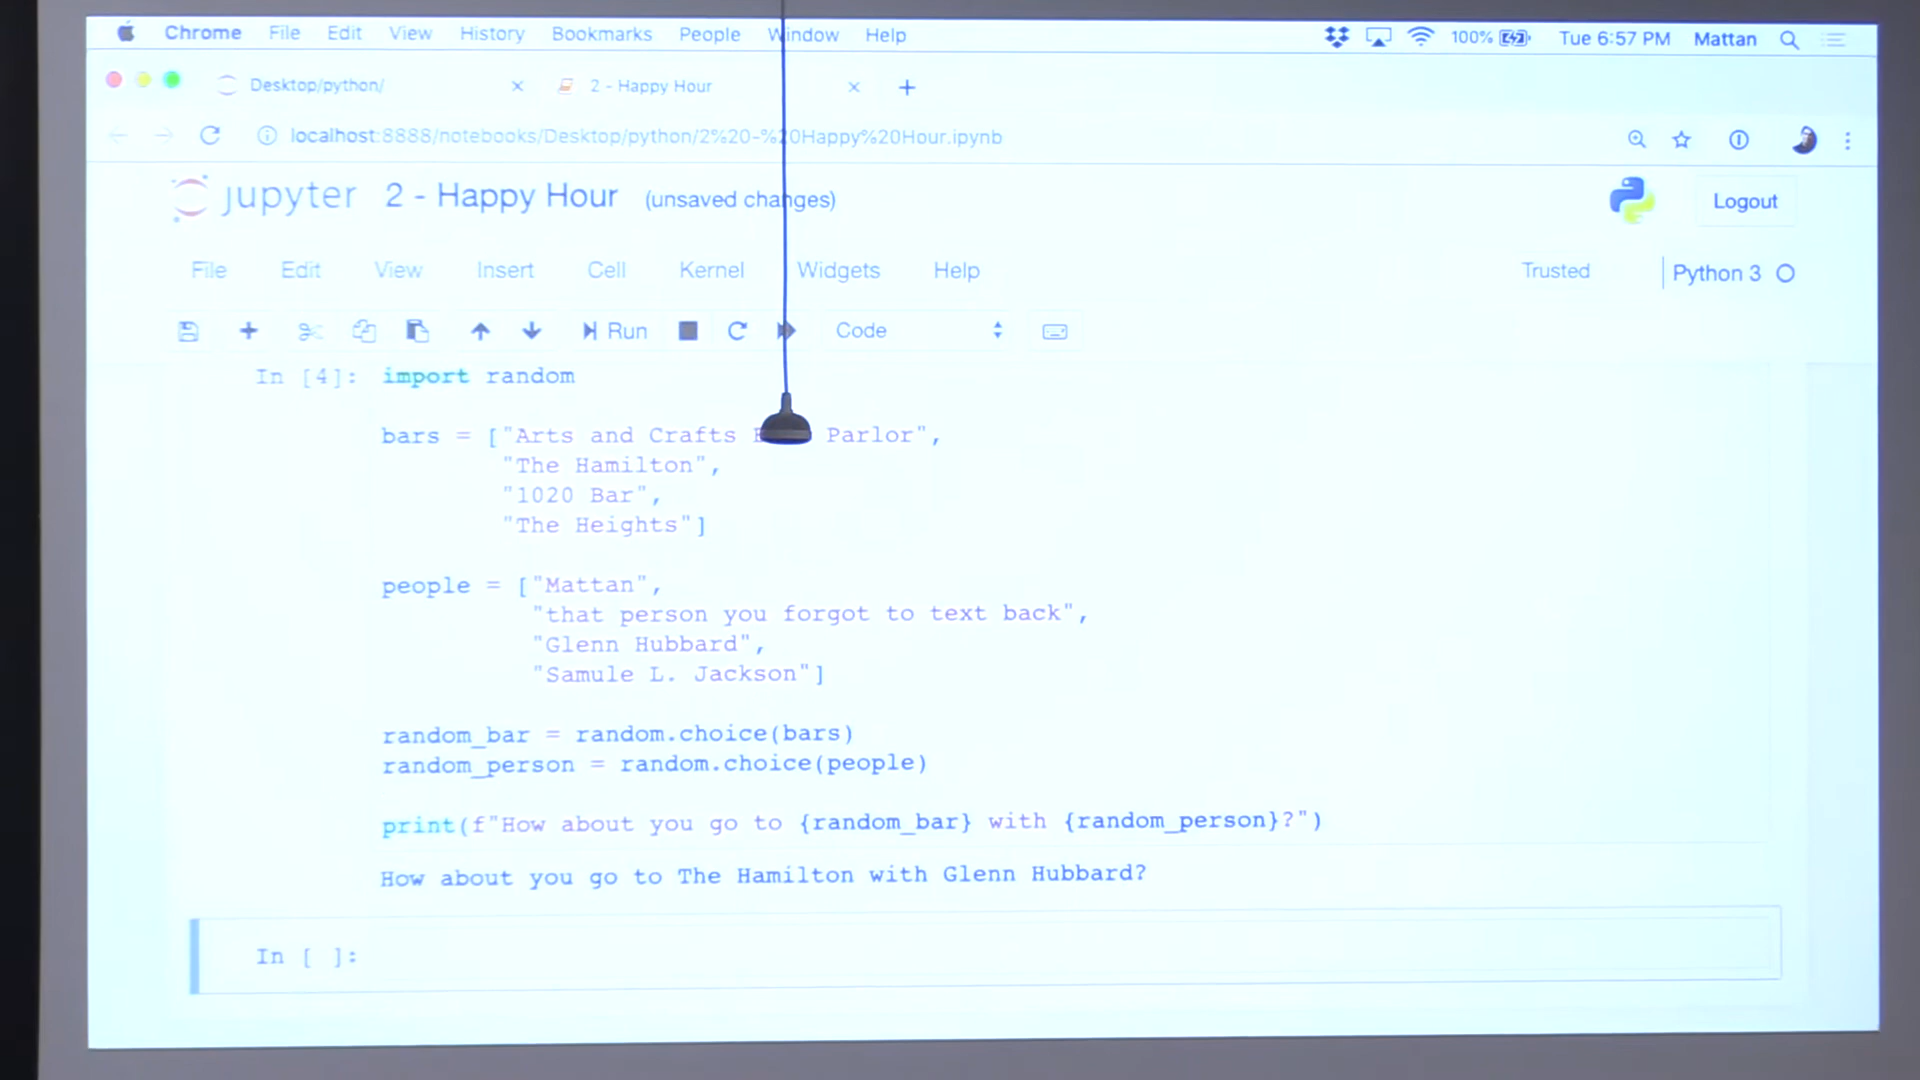 Chrome File Edit View History Bookmarks People Window Help 100% Tue 6:57 PM Mattan
Desktop/python/ 2 - Happy Hour
localhost:8888/notebooks/Desktop/python/2%20-%20Happy%20Hour.ipynb
jupyter 2 - Happy Hour (unsaved changes) Logout
File Edit View Insert Cell Kernel Widgets Help Trusted Python 3
Run Code
In [4]: import random
bars = ["Arts and Crafts Parlor",
"The Hamilton",
"1020 Bar",
"The Heights"]
people = ["Mattan",
"that person you forgot to text back",
"Glenn Hubbard",
"Samule L. Jackson"]
random_bar = random.choice(bars)
random_person = random.choice(people)
print(f"How about you go to {random_bar} with {random_person}?")
How about you go to The Hamilton with Glenn Hubbard?
In [ ]: